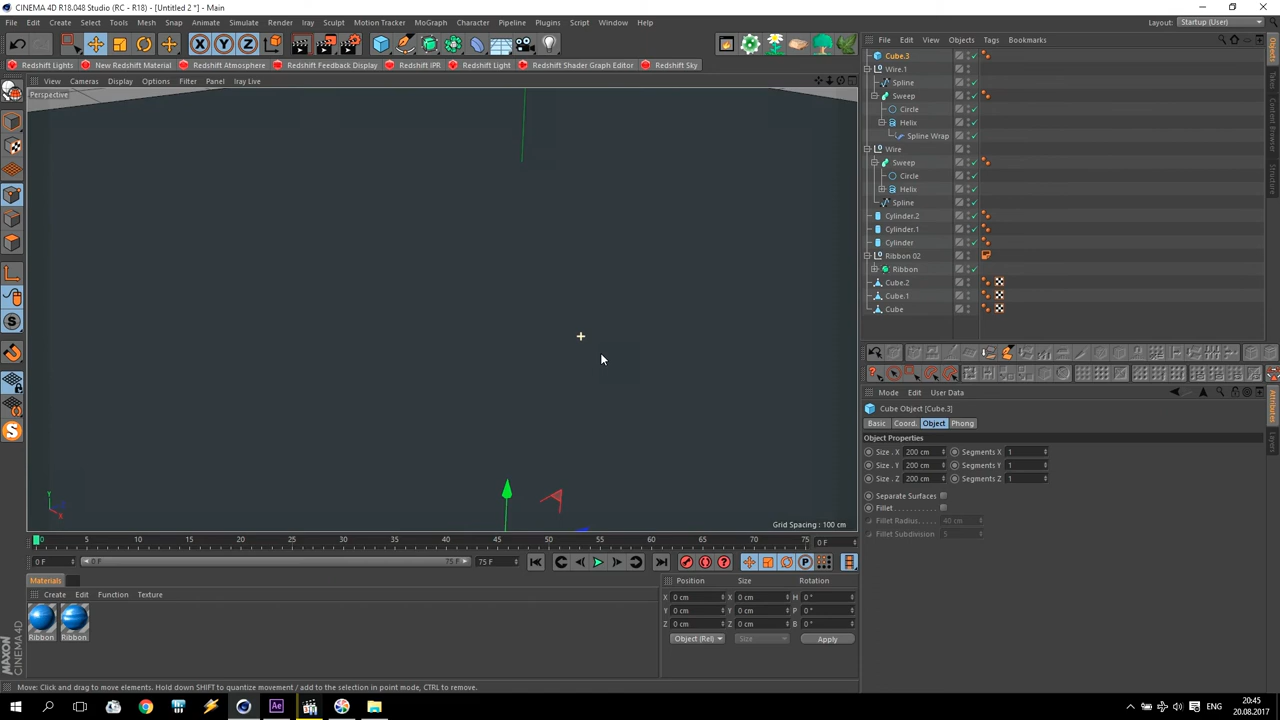 CINEMA 4D R18.048 Studio (RC - R18) - [Untitled 2 *] - Main
File Edit Create Select Tools Mesh Snap Animate Simulate Render Iray Sculpt Motion Tracker MoGraph Character Pipeline Plugins Script Window Help Layout: Startup (User)
File Edit View Objects Tags Bookmarks
Redshift Lights New Redshift Material Redshift Atmosphere Redshift Feedback Display Redshift IPR Redshift Light Redshift Shader Graph Editor Redshift Sky
View Cameras Display Options Filter Panel Iray Live
Perspective
Cube.3
Wire.1
Spline
Sweep
Circle
Helix
Spline Wrap
Wire
Sweep
Circle
Helix
Spline
Cylinder.2
Cylinder.1
Cylinder
Ribbon 02
Ribbon
Cube.2
Cube.1
Cube
Objects
Takes
Content Browser
Structure
Mode Edit User Data
Cube Object [Cube.3]
Basic Coord. Object Phong
Object Properties
Size . X 200 cm Segments X 1
Size . Y 200 cm Segments Y 1
Size . Z 200 cm Segments Z 1
Separate Surfaces
Fillet . . . . . . . . . . .
Fillet Radius. . . . . 40 cm
Fillet Subdivision 5
Attributes
Layers
Y
X
Grid Spacing : 100 cm
0 5 10 15 20 25 30 35 40 45 50 55 60 65 70 75 0 F
0 F 0 F 75 F 75 F
Materials
Create Edit Function Texture
Ribbon Ribbon
Position Size Rotation
X 0 cm X 0 cm H 0 °
Y 0 cm Y 0 cm P 0 °
Z 0 cm Z 0 cm B 0 °
Object (Rel) Size Apply
MAXON
CINEMA 4D
Move: Click and drag to move elements. Hold down SHIFT to quantize movement / add to the selection in point mode, CTRL to remove.
ENG
20:45
20.08.2017